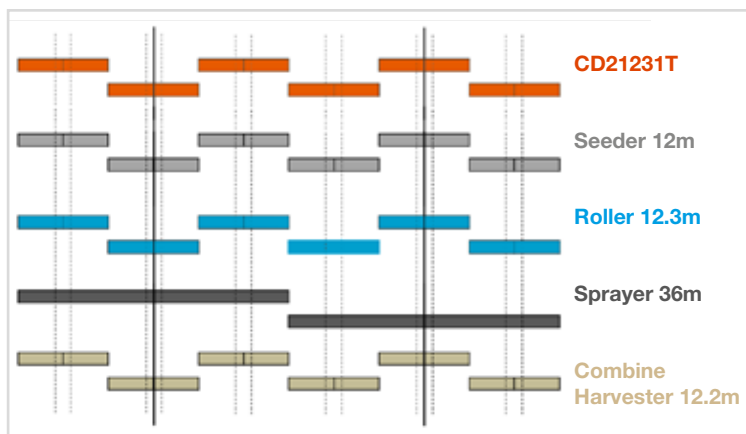 CD21231T
Seeder 12m
Roller 12.3m
Sprayer 36m
Combine
Harvester 12.2m